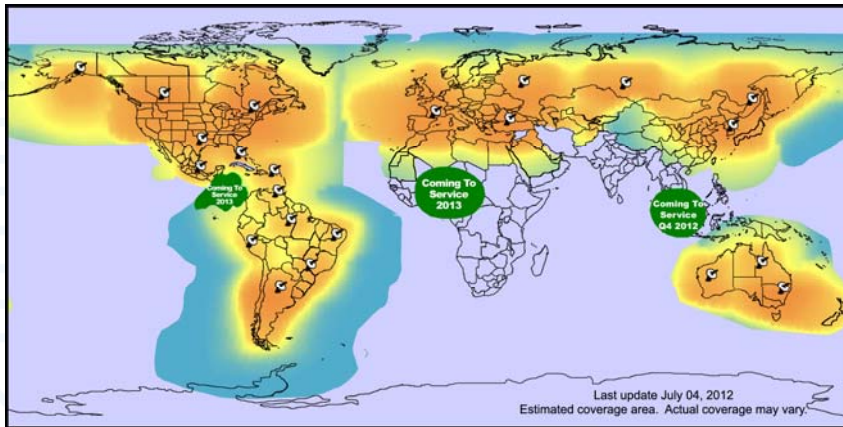 Coming To
Service
2013
Coming To
Service
2013
Coming To
Service
Q4 2012
Last update July 04, 2012
Estimated coverage area. Actual coverage may vary.